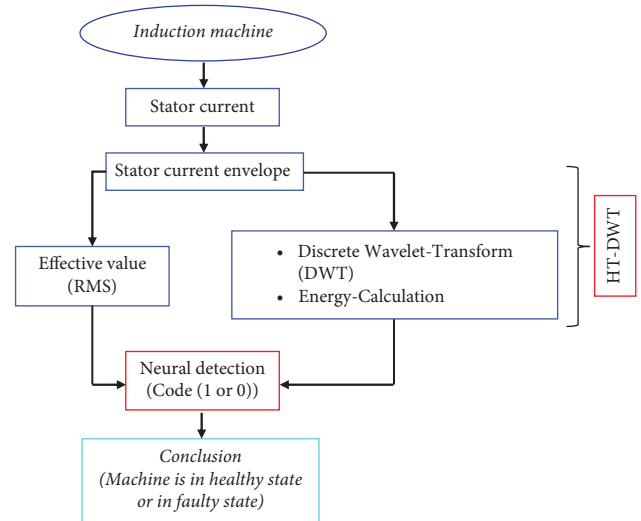 Induction machine
Stator current
Stator current envelope
Effective value
(RMS)
• Discrete Wavelet-Transform
(DWT)
• Energy-Calculation
HT-DWT
Neural detection
(Code (1 or 0))
Conclusion
(Machine is in healthy state
or in faulty state)